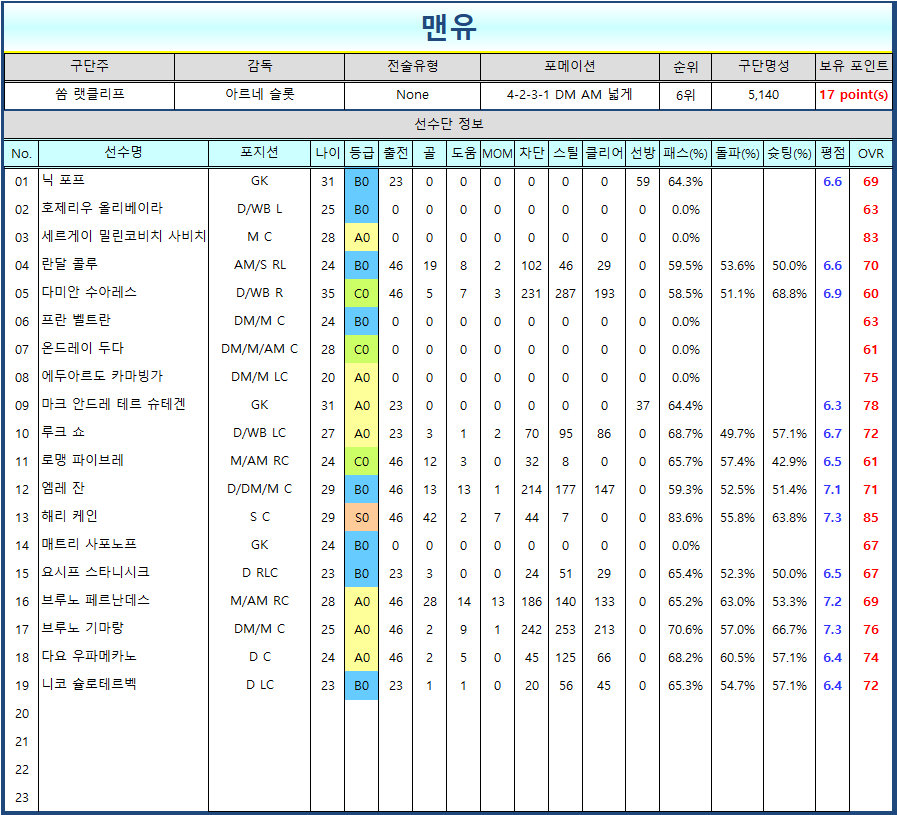 맨유
구단주 감독 전술유형 포메이션 순위 구단명성 보유 포인트
쏨 랫클리프 아르네 슬롯 None 4-2-3-1 DM AM 넓게 6위 5,140 17 point(s)
선수단 정보
No. 선수명 포지션 나이 등급 출전 골 도움 MOM 차단 스틸 클리어 선방 패스(%) 돌파(%) 슛팅(%) 평점 OVR
01 닉 포프 GK 31 B0 23 0 0 0 0 0 0 59 64.3% 6.6 69
02 호제리우 올리베이라 D/WB L 25 B0 0 0 0 0 0 0 0 0 0.0% 63
03 세르게이 밀린코비치 사비치 M C 28 A0 0 0 0 0 0 0 0 0 0.0% 83
04 란달 콜루 AM/S RL 24 B0 46 19 8 2 102 46 29 0 59.5% 53.6% 50.0% 6.6 70
05 다미안 수아레스 D/WB R 35 C0 46 5 7 3 231 287 193 0 58.5% 51.1% 68.8% 6.9 60
06 프란 벨트란 DM/M C 24 B0 0 0 0 0 0 0 0 0 0.0% 63
07 온드레이 두다 DM/M/AM C 28 C0 0 0 0 0 0 0 0 0 0.0% 61
08 에두아르도 카마빙가 DM/M LC 20 A0 0 0 0 0 0 0 0 0 0.0% 75
09 마크 안드레 테르 슈테겐 GK 31 A0 23 0 0 0 0 0 0 37 64.4% 6.3 78
10 루크 쇼 D/WB LC 27 A0 23 3 1 2 70 95 86 0 68.7% 49.7% 57.1% 6.7 72
11 로맹 파이브레 M/AM RC 24 C0 46 12 3 0 32 8 0 0 65.7% 57.4% 42.9% 6.5 61
12 엠레 잔 D/DM/M C 29 B0 46 13 13 1 214 177 147 0 59.3% 52.5% 51.4% 7.1 71
13 해리 케인 S C 29 S0 46 42 2 7 44 7 0 0 83.6% 55.8% 63.8% 7.3 85
14 매트리 사포노프 GK 24 B0 0 0 0 0 0 0 0 0 0.0% 67
15 요시프 스타니시크 D RLC 23 B0 23 3 0 0 24 51 29 0 65.4% 52.3% 50.0% 6.5 67
16 브루노 페르난데스 M/AM RC 28 A0 46 28 14 13 186 140 133 0 65.2% 63.0% 53.3% 7.2 69
17 브루노 기마랑 DM/M C 25 A0 46 2 9 1 242 253 213 0 70.6% 57.0% 66.7% 7.3 76
18 다요 우파메카노 D C 24 A0 46 2 5 0 45 125 66 0 68.2% 60.5% 57.1% 6.4 74
19 니코 슐로테르벡 D LC 23 B0 23 1 1 0 20 56 45 0 65.3% 54.7% 57.1% 6.4 72
20
21
22
23